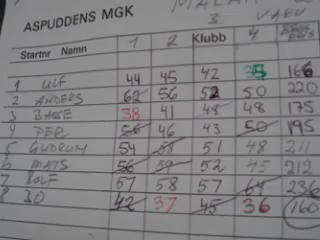 ASPUDDENS MGK
3 VARV
Startnr Namn 1 2 Klubb 4
1 ULF 44 45 42 35 166
2 ANDERS 62 56 52 50 220
3 BASSE 38 41 48 48 175
4 PER 56 46 43 50 195
5 GUDRUN 54 58 51 48 211
6 MATS 56 59 52 45 212
7 ROLF 57 58 57 64 236
8 BO 42 37 45 36 160